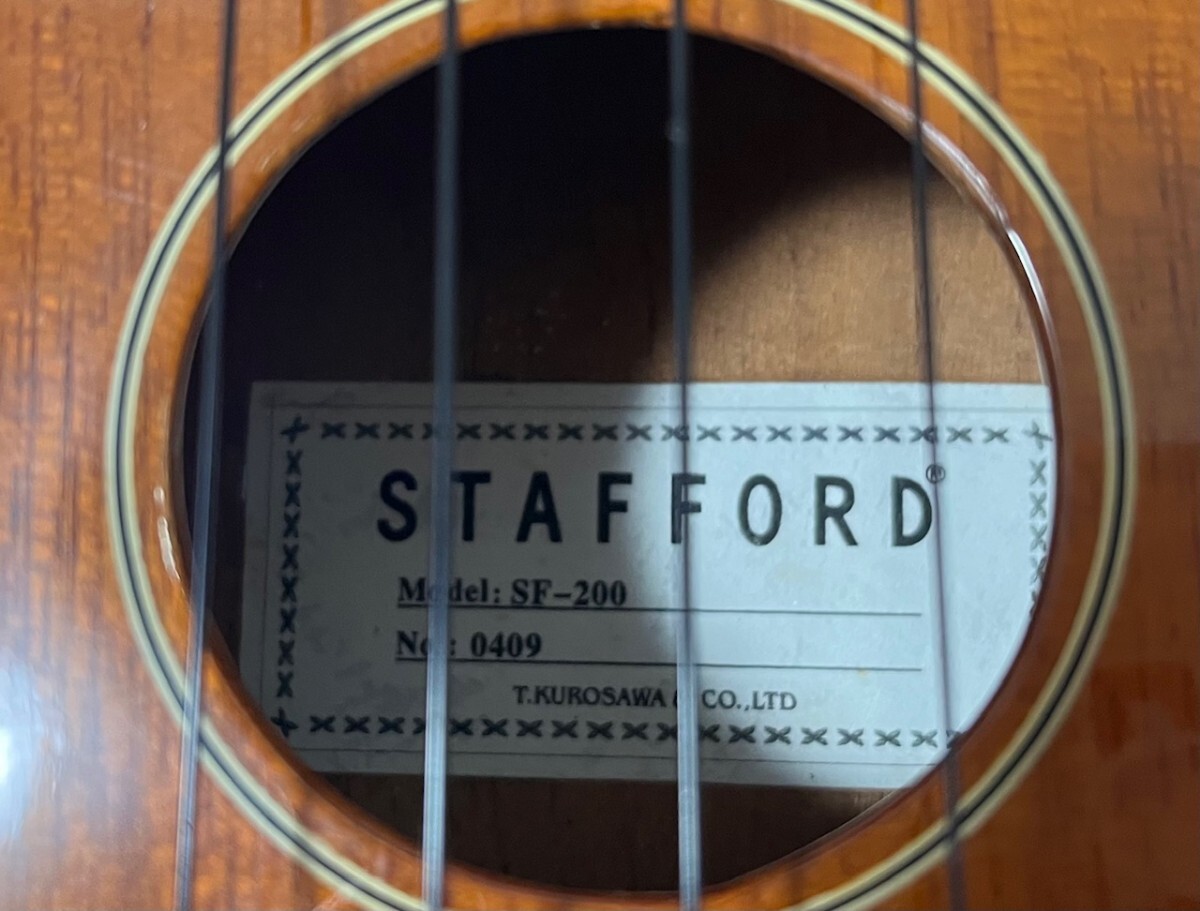 STAFFORD®
Model: SF-200
No.: 0409
T.KUROSAWA & CO.,LTD